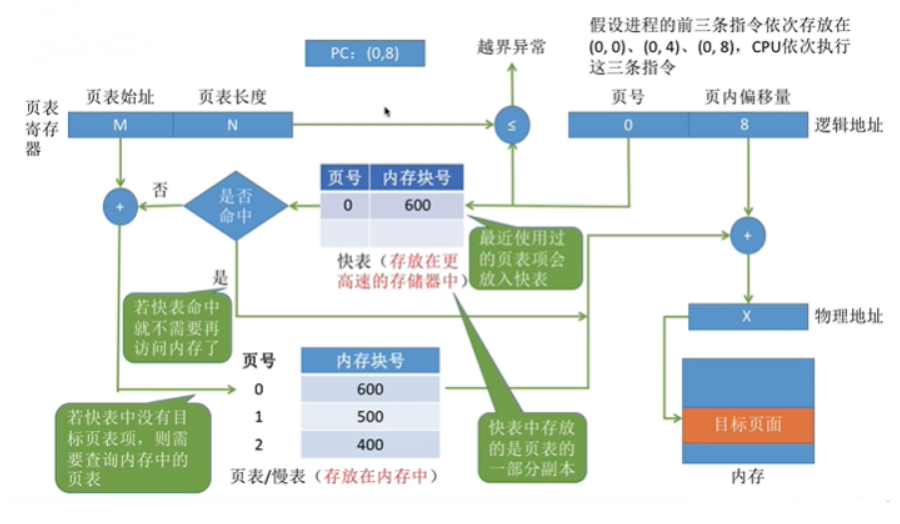 PC：(0,8)
越界异常
假设进程的前三条指令依次存放在
(0, 0)、(0, 4)、(0, 8)，CPU依次执行
这三条指令
页表始址
页表长度
页号
页内偏移量
页表
寄存
器
M
N
≤
0
8
逻辑地址
页号
内存块号
0
600
否
是否
命中
+
+
最近使用过
的页表项会
放入快表
快表（存放在更
高速的存储器中）
是
若快表命中
就不需要再
访问内存了
X
物理地址
页号
内存块号
0
600
1
500
2
400
页表/慢表（存放在内存中）
若快表中没有目
标页表项，则需
要查询内存中的
页表
快表中存放
的是页表的
一部分副本
目标页面
内存